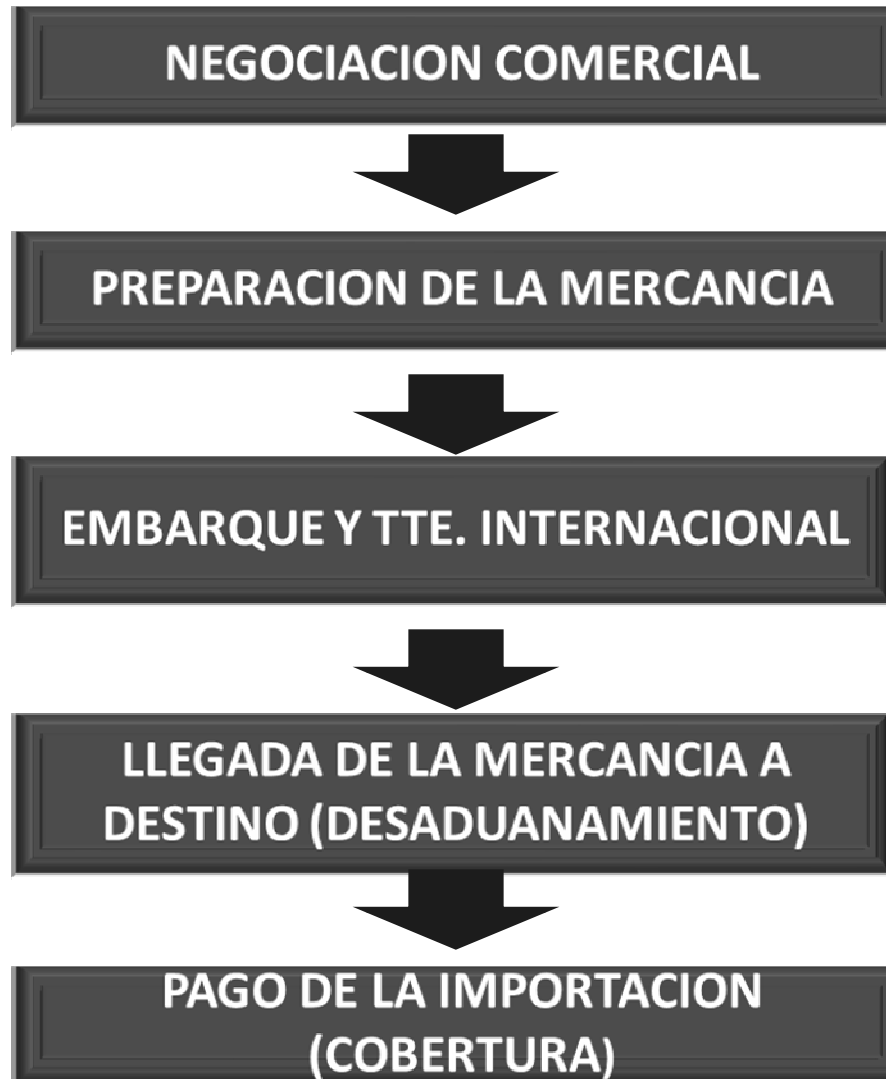 NEGOCIACION COMERCIAL
PREPARACION DE LA MERCANCIA
EMBARQUE Y TTE. INTERNACIONAL
LLEGADA DE LA MERCANCIA A
DESTINO (DESADUANAMIENTO)
PAGO DE LA IMPORTACION
(COBERTURA)